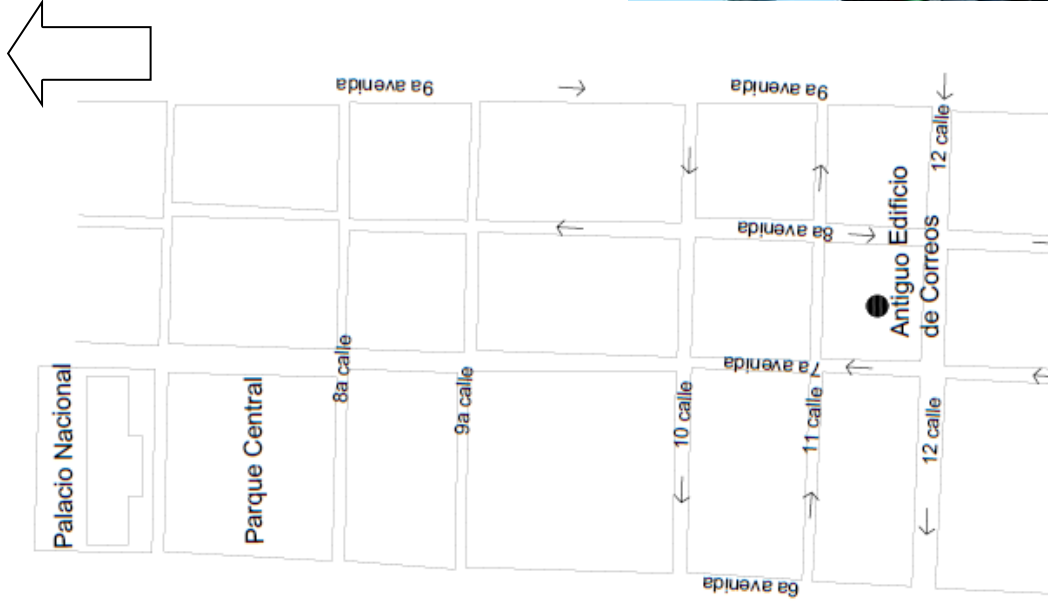 9a avenida
9a avenida
12 calle
8a avenida
Antiguo Edificio
de Correos
7a avenida
8a calle
9a calle
10 calle
11 calle
12 calle
Palacio Nacional
Parque Central
6a avenida